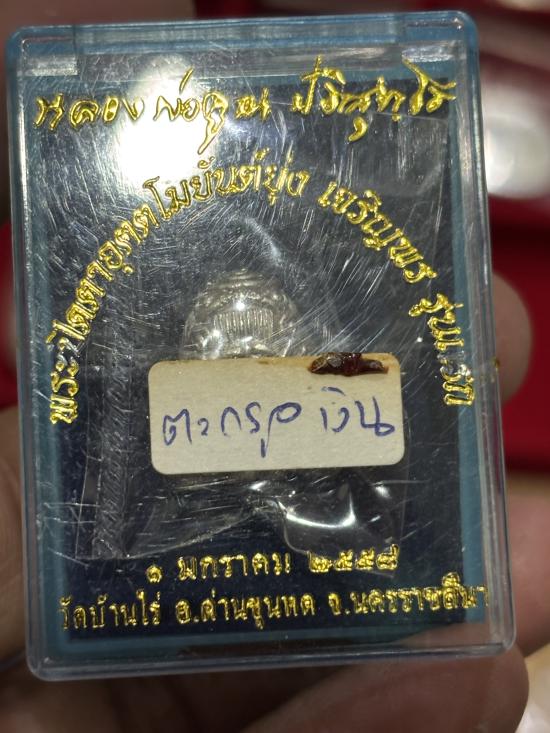 หลวงพ่อคูณ ปริสุทฺโธ
พระปิดตาอุตตโมยันต์ยุ่ง เจริญพร รุ่นแรก
ตะกรุด เงิน
๑ มกราคม ๒๕๕๘
วัดบ้านไร่ อ.ด่านขุนทด จ.นครราชสีมา